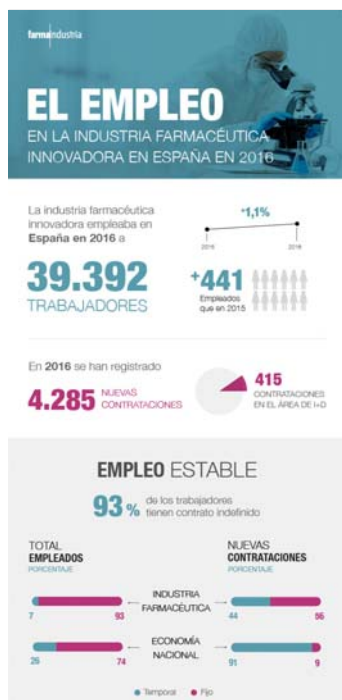 farmaindustria
EL EMPLEO
EN LA INDUSTRIA FARMACÉUTICA
INNOVADORA EN ESPAÑA EN 2016
La industria farmacéutica
innovadora empleaba en
España en 2016 a
39.392
TRABAJADORES
+1,1%
2015
2016
+441
Empleados
que en 2015
En 2016 se han registrado
4.285 NUEVAS
CONTRATACIONES
415
CONTRATACIONES
EN EL ÁREA DE I+D
EMPLEO ESTABLE
93 % de los trabajadores
tienen contrato indefinido
TOTAL
EMPLEADOS
PORCENTAJE
NUEVAS
CONTRATACIONES
PORCENTAJE
INDUSTRIA
FARMACÉUTICA
7 93 44 56
ECONOMÍA
NACIONAL
26 74 91 9
Temporal Fijo